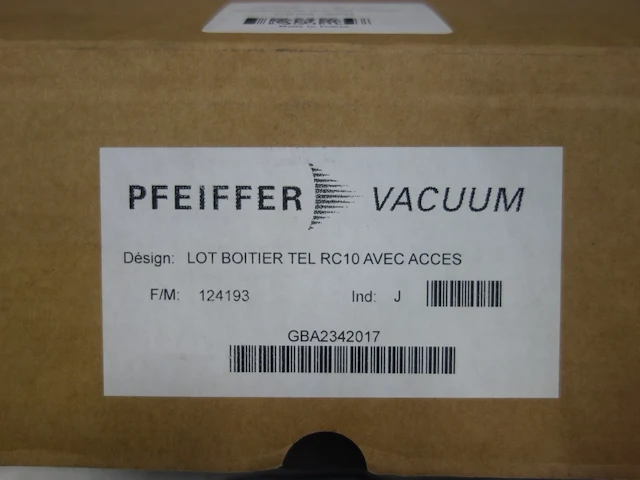 PFEIFFER VACUUM
Désign: LOT BOITIER TEL RC10 AVEC ACCES
F/M: 124193 Ind: J
GBA2342017